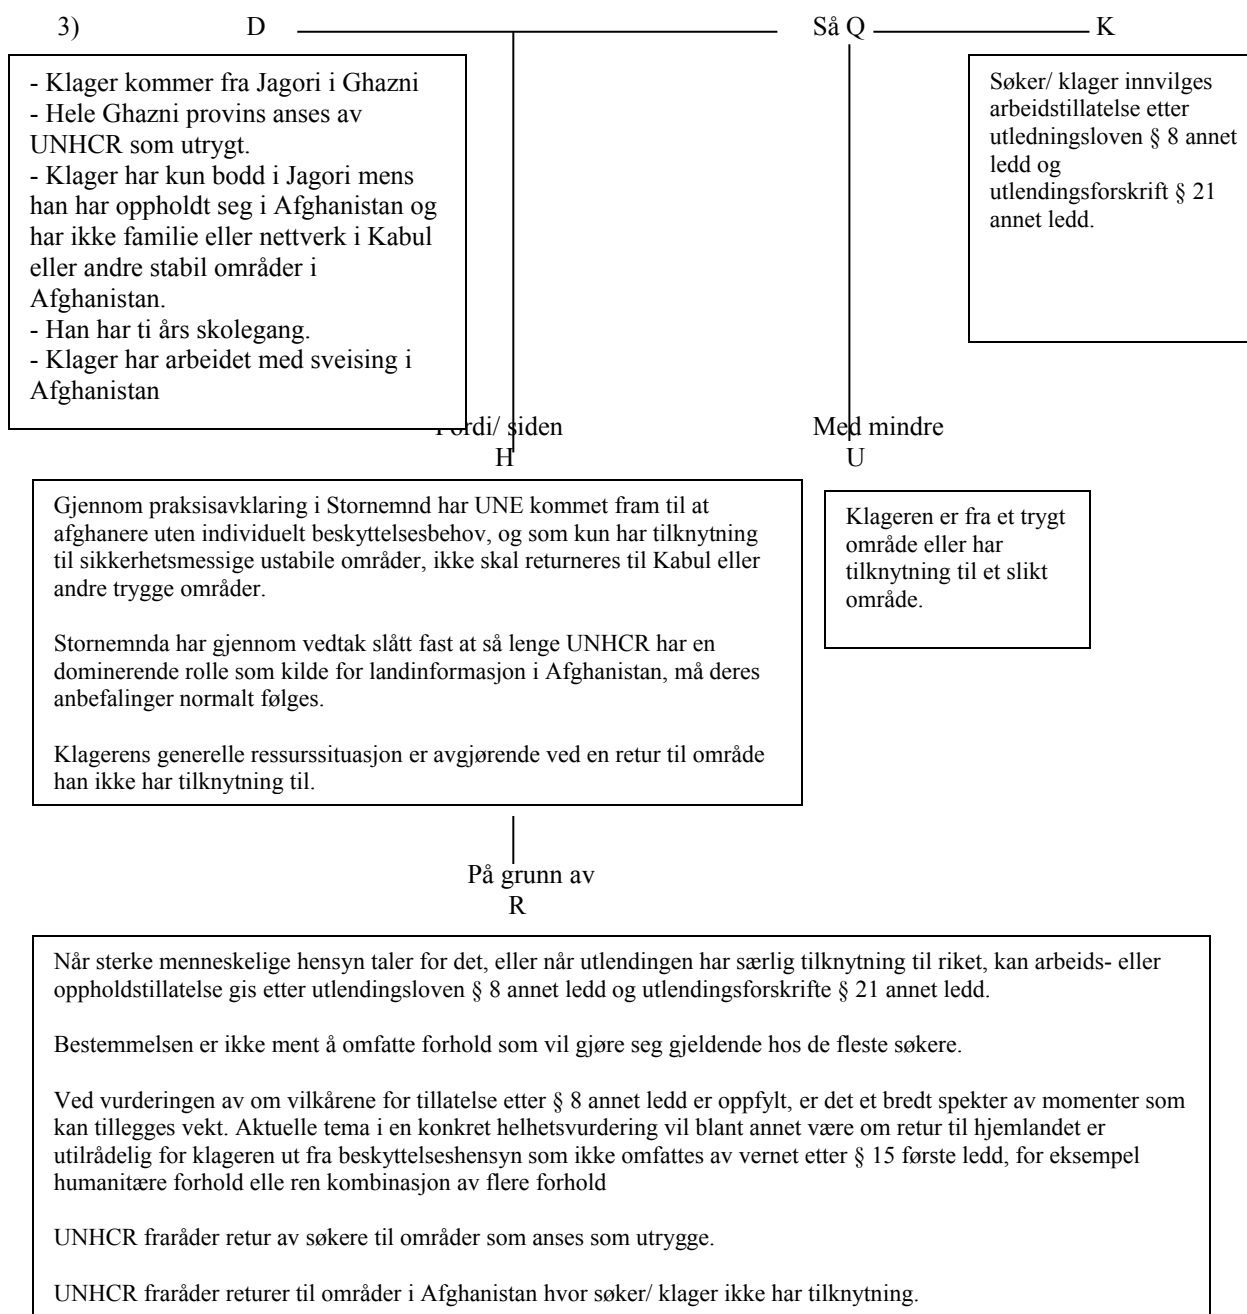 3) D Så Q K
- Klager kommer fra Jagori i Ghazni
- Hele Ghazni provins anses av
UNHCR som utrygt.
- Klager har kun bodd i Jagori mens
han har oppholdt seg i Afghanistan og
har ikke familie eller nettverk i Kabul
eller andre stabil områder i
Afghanistan.
- Han har ti års skolegang.
- Klager har arbeidet med sveising i
Afghanistan
Søker/ klager innvilges
arbeidstillatelse etter
utledningsloven § 8 annet
ledd og
utlendingsforskrift § 21
annet ledd.
Fordi/ siden
H
Med mindre
U
Gjennom praksisavklaring i Stornemnd har UNE kommet fram til at
afghanere uten individuelt beskyttelsesbehov, og som kun har tilknytning
til sikkerhetsmessige ustabile områder, ikke skal returneres til Kabul eller
andre trygge områder.
Stornemnda har gjennom vedtak slått fast at så lenge UNHCR har en
dominerende rolle som kilde for landinformasjon i Afghanistan, må deres
anbefalinger normalt følges.
Klagerens generelle ressurssituasjon er avgjørende ved en retur til område
han ikke har tilknytning til.
Klageren er fra et trygt
område eller har
tilknytning til et slikt
område.
På grunn av
R
Når sterke menneskelige hensyn taler for det, eller når utlendingen har særlig tilknytning til riket, kan arbeids- eller
oppholdstillatelse gis etter utlendingsloven § 8 annet ledd og utlendingsforskrifte § 21 annet ledd.
Bestemmelsen er ikke ment å omfatte forhold som vil gjøre seg gjeldende hos de fleste søkere.
Ved vurderingen av om vilkårene for tillatelse etter § 8 annet ledd er oppfylt, er det et bredt spekter av momenter som
kan tillegges vekt. Aktuelle tema i en konkret helhetsvurdering vil blant annet være om retur til hjemlandet er
utilrådelig for klageren ut fra beskyttelseshensyn som ikke omfattes av vernet etter § 15 første ledd, for eksempel
humanitære forhold elle ren kombinasjon av flere forhold
UNHCR fraråder retur av søkere til områder som anses som utrygge.
UNHCR fraråder returer til områder i Afghanistan hvor søker/ klager ikke har tilknytning.